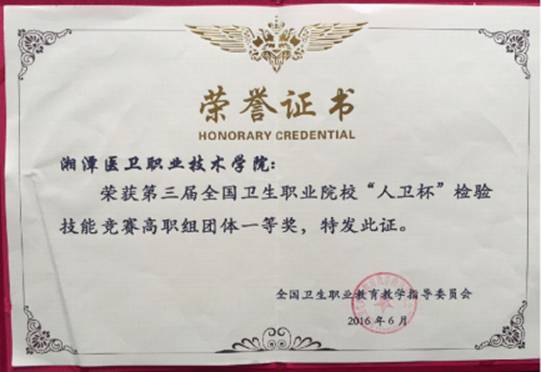 荣誉证书
HONORARY CREDENTIAL
湘潭医卫职业技术学院：
荣获第三届全国卫生职业院校“人卫杯”检验
技能竞赛高职组团体一等奖，特发此证。
全国卫生职业教育教学指导委员会
2016年6月